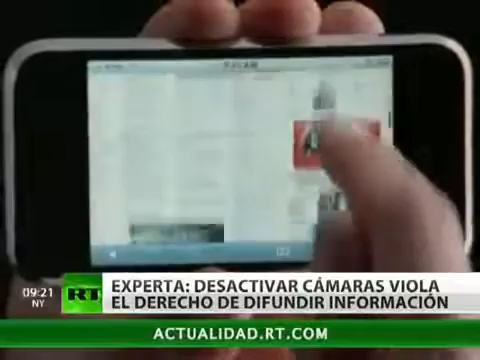 EXPERTA: DESACTIVAR CÁMARAS VIOLA
EL DERECHO DE DIFUNDIR INFORMACIÓN
09:21
NY
RT
ACTUALIDAD.RT.COM